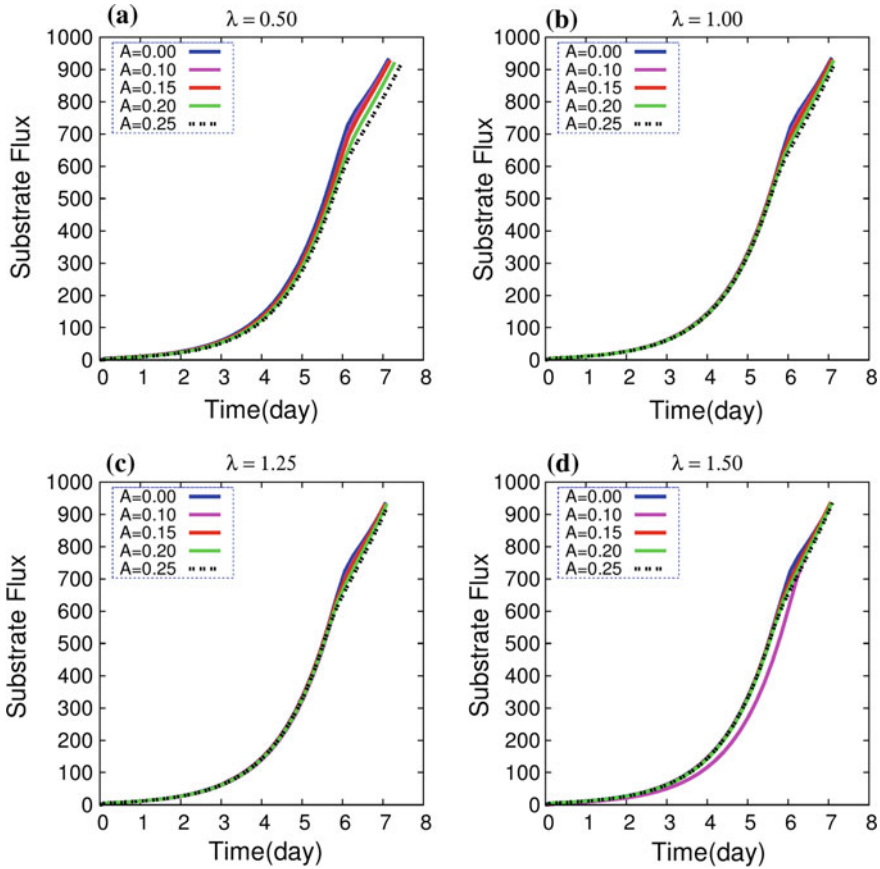 (a) λ = 0.50
1000
900
800
700
600
500
400
300
200
100
0
A=0.00
A=0.10
A=0.15
A=0.20
A=0.25
Substrate Flux
0 1 2 3 4 5 6 7 8
Time(day)
(b) λ = 1.00
1000
900
800
700
600
500
400
300
200
100
0
A=0.00
A=0.10
A=0.15
A=0.20
A=0.25
Substrate Flux
0 1 2 3 4 5 6 7 8
Time(day)
(c) λ = 1.25
1000
900
800
700
600
500
400
300
200
100
0
A=0.00
A=0.10
A=0.15
A=0.20
A=0.25
Substrate Flux
0 1 2 3 4 5 6 7 8
Time(day)
(d) λ = 1.50
1000
900
800
700
600
500
400
300
200
100
0
A=0.00
A=0.10
A=0.15
A=0.20
A=0.25
Substrate Flux
0 1 2 3 4 5 6 7 8
Time(day)